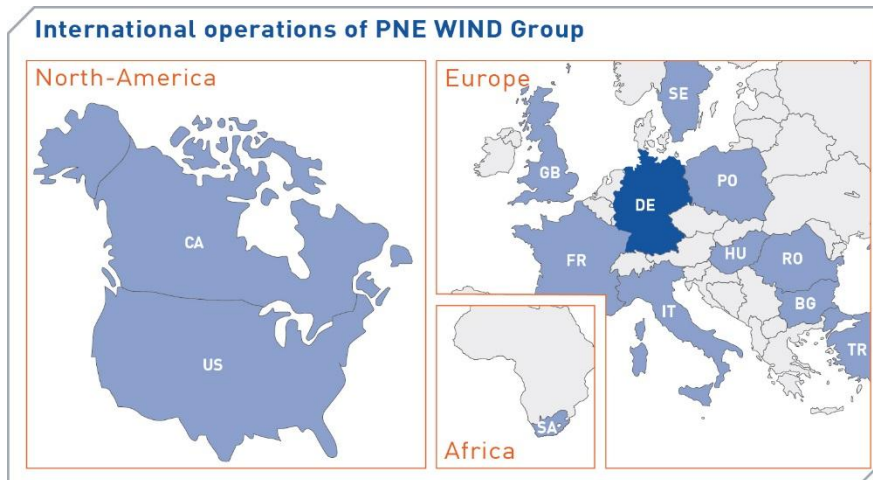 International operations of PNE WIND Group
North-America
CA
US
Europe
SE
GB
PO
DE
FR
HU
RO
IT
BG
TR
SA
Africa